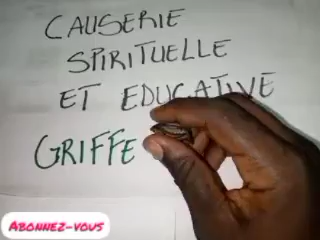 CAUSERIE
SPIRITUELLE
ET EDUCATIVE
GRIFFE
ABONNEZ-VOUS